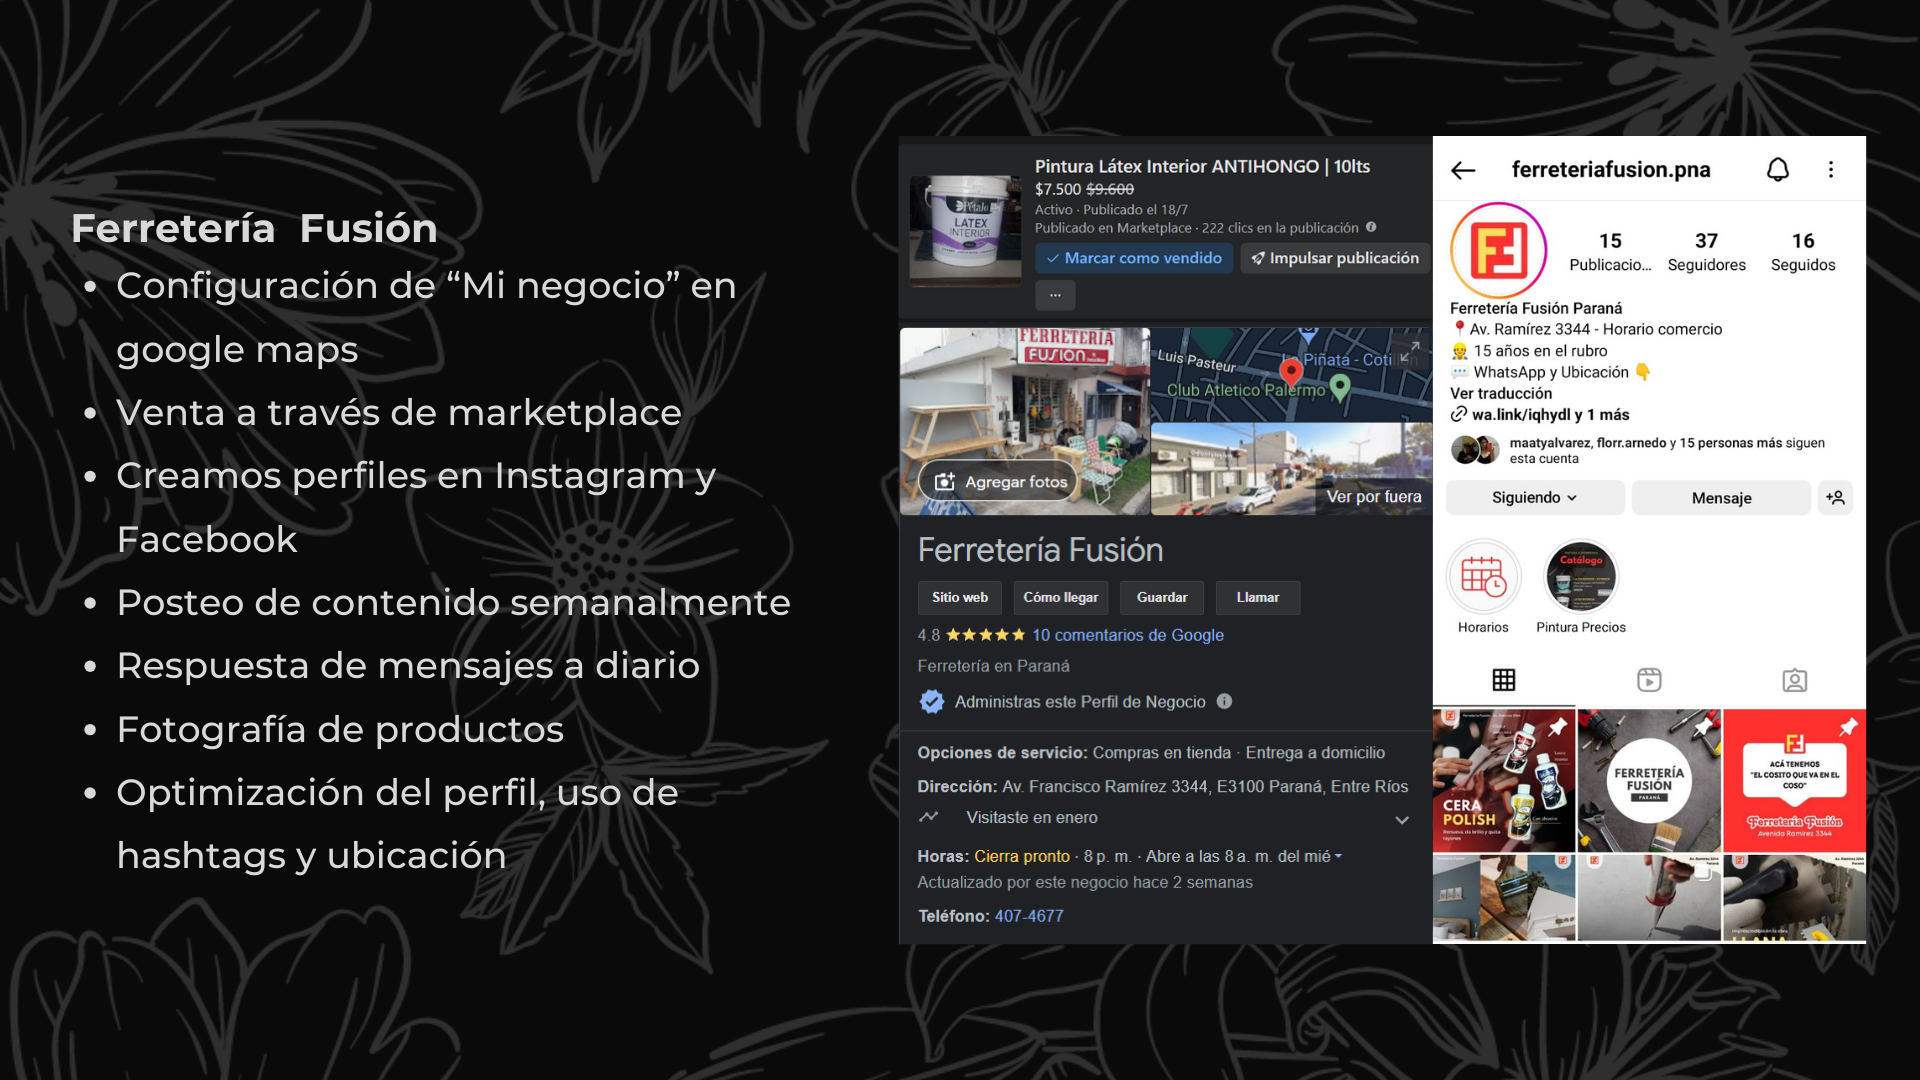 Ferretería Fusión
Configuración de “Mi negocio” en
google maps
Venta a través de marketplace
Creamos perfiles en Instagram y
Facebook
Posteo de contenido semanalmente
Respuesta de mensajes a diario
Fotografía de productos
Optimización del perfil, uso de
hashtags y ubicación
Pétalo
LATEX
INTERIOR
Pintura Látex Interior ANTIHONGO | 10lts
$7.500 $9.600
Activo · Publicado el 18/7
Publicado en Marketplace · 222 clics en la publicación
Marcar como vendido
Impulsar publicación
...
FERRETERIA
FUSION
Agregar fotos
Luis Pasteur
Piñata - Coti
Club Atletico Palermo
Ver por fuera
Ferretería Fusión
Sitio web
Cómo llegar
Guardar
Llamar
4.8 10 comentarios de Google
Ferretería en Paraná
Administras este Perfil de Negocio
Opciones de servicio: Compras en tienda · Entrega a domicilio
Dirección: Av. Francisco Ramírez 3344, E3100 Paraná, Entre Ríos
Visitaste en enero
Horas: Cierra pronto · 8 p. m. · Abre a las 8 a. m. del mié
Actualizado por este negocio hace 2 semanas
Teléfono: 407-4677
ferreteriafusion.pna
15
Publicacio...
37
Seguidores
16
Seguidos
Ferretería Fusión Paraná
Av. Ramírez 3344 - Horario comercio
15 años en el rubro
WhatsApp y Ubicación
Ver traducción
wa.link/iqhydl y 1 más
maatyalvarez, florr.arnedo y 15 personas más siguen
esta cuenta
Siguiendo
Mensaje
Catálogo
Horarios
Pintura Precios
CERA
POLISH
FERRETERÍA
FUSIÓN
PARANÁ
ACÁ TENEMOS
"EL COSITO QUE VA EN EL
COSO"
Ferretería Fusión
Avenida Ramirez 3344